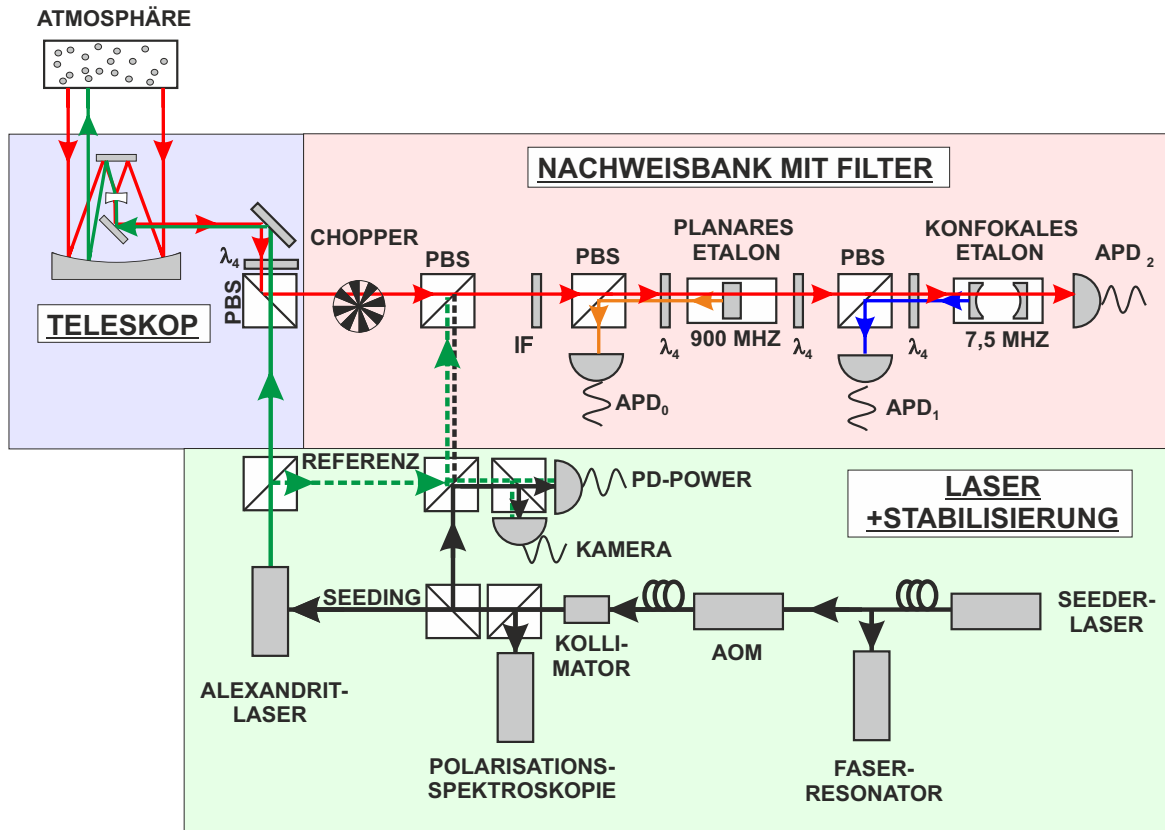 ATMOSPHÄRE
NACHWEISBANK MIT FILTER
CHOPPER
PBS
PBS
PLANARES
ETALON
PBS
KONFOKALES
ETALON
APD 2
λ4
PBS
TELESKOP
IF
λ4
900 MHZ
λ4
λ4
7,5 MHZ
APD0
APD1
REFERENZ
PD-POWER
LASER
+STABILISIERUNG
KAMERA
SEEDING
KOLLI-
MATOR
AOM
SEEDER-
LASER
ALEXANDRIT-
LASER
POLARISATIONS-
SPEKTROSKOPIE
FASER-
RESONATOR